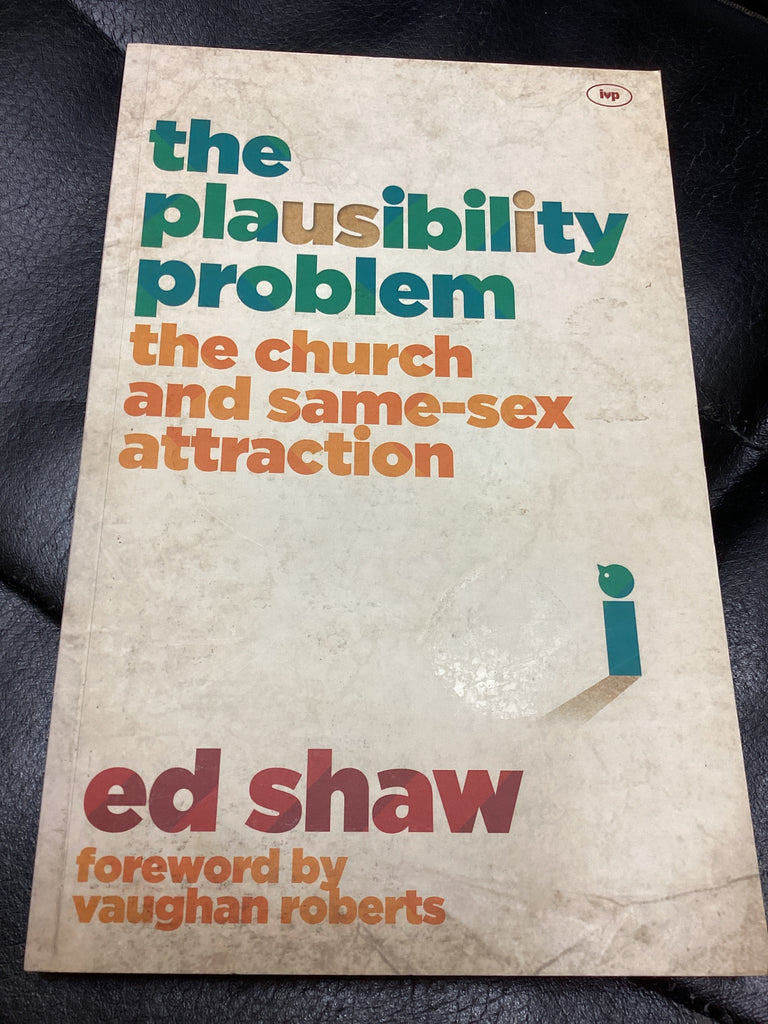 ivp
the
plausibility
problem
the church
and same-sex
attraction
i
ed shaw
foreword by
vaughan roberts